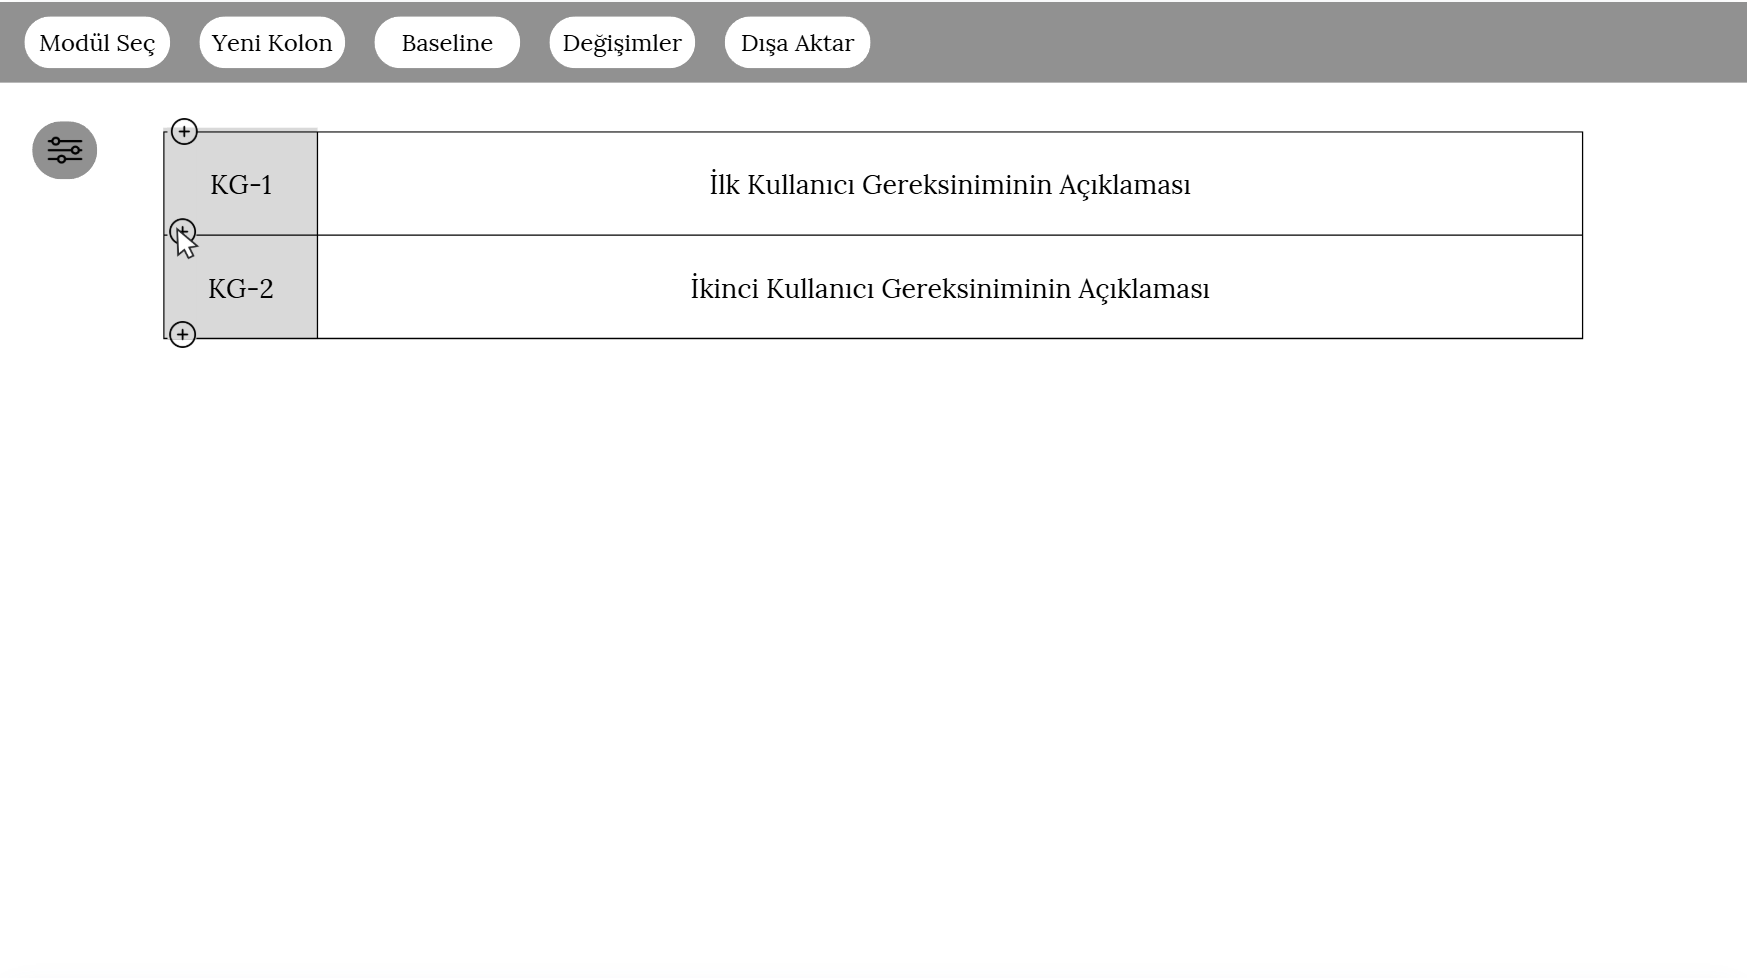 Modül Seç
Yeni Kolon
Baseline
Değişimler
Dışa Aktar
KG-1
İlk Kullanıcı Gereksiniminin Açıklaması
KG-2
İkinci Kullanıcı Gereksiniminin Açıklaması